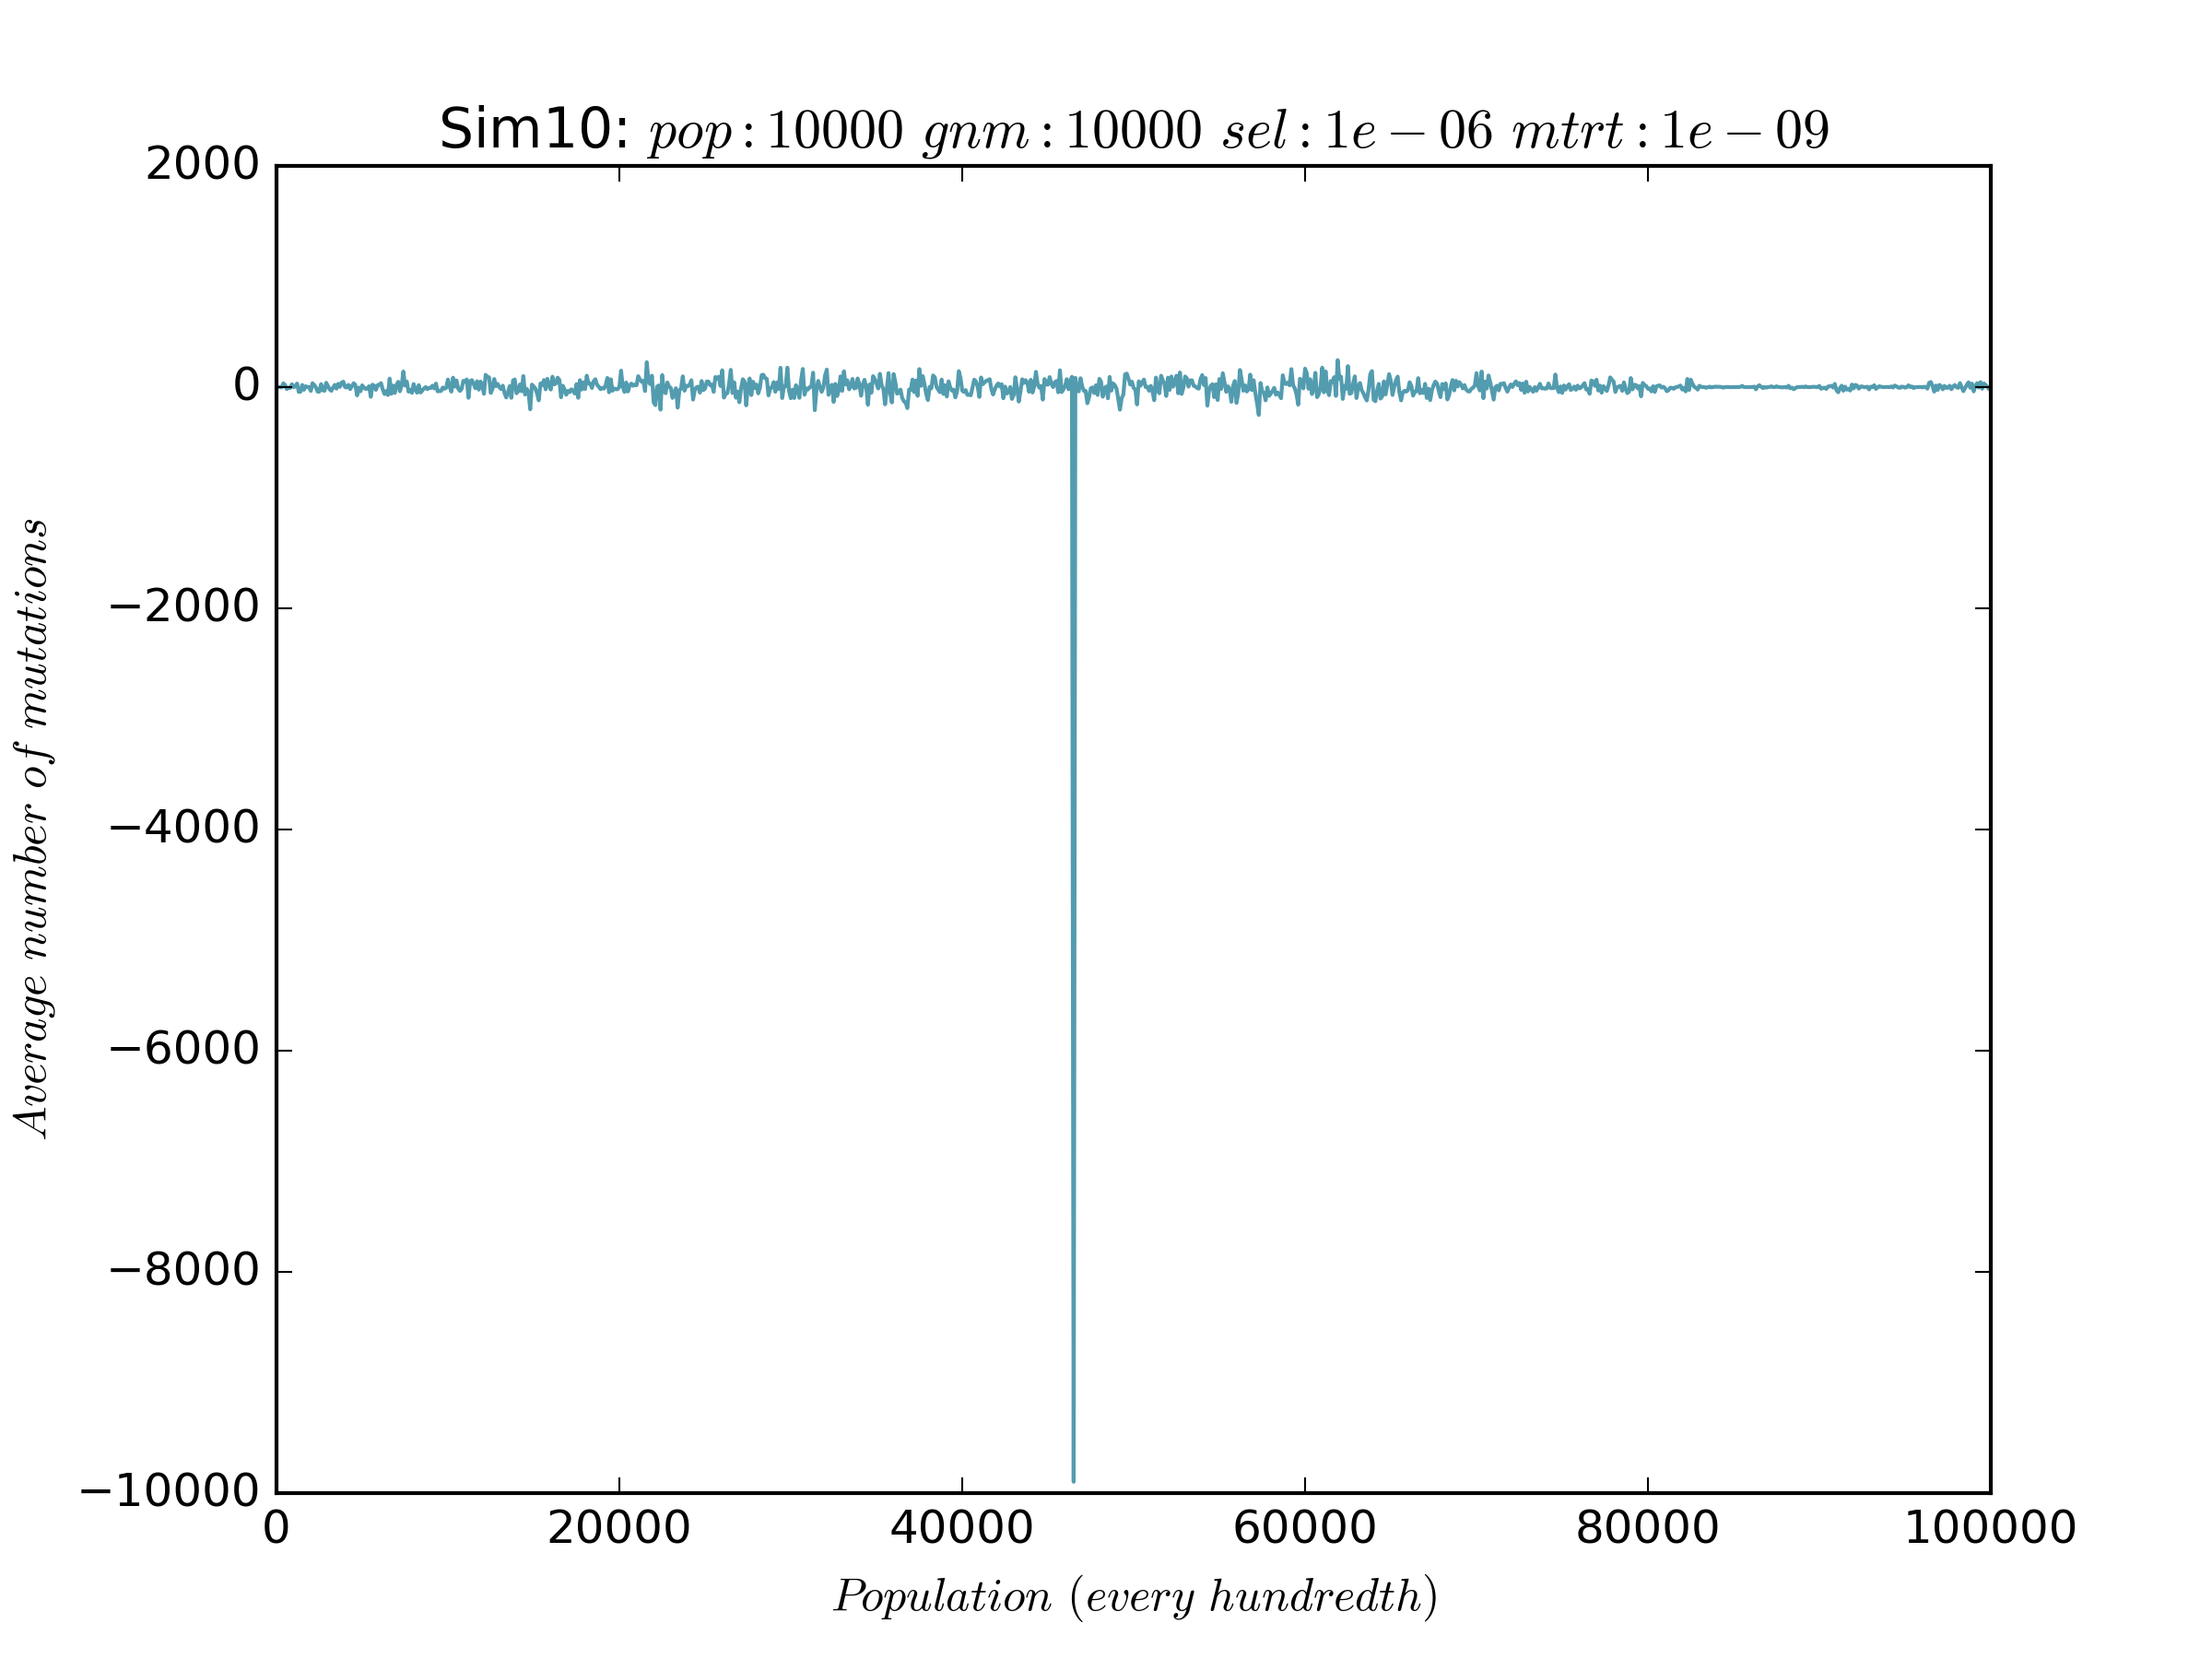 Sim10: pop : 10000 gnm : 10000 sel : 1e − 06 mtrt : 1e − 09
2000
0
−2000
−4000
−6000
−8000
−10000
Average number of mutations
0 20000 40000 60000 80000 100000
Population (every hundredth)